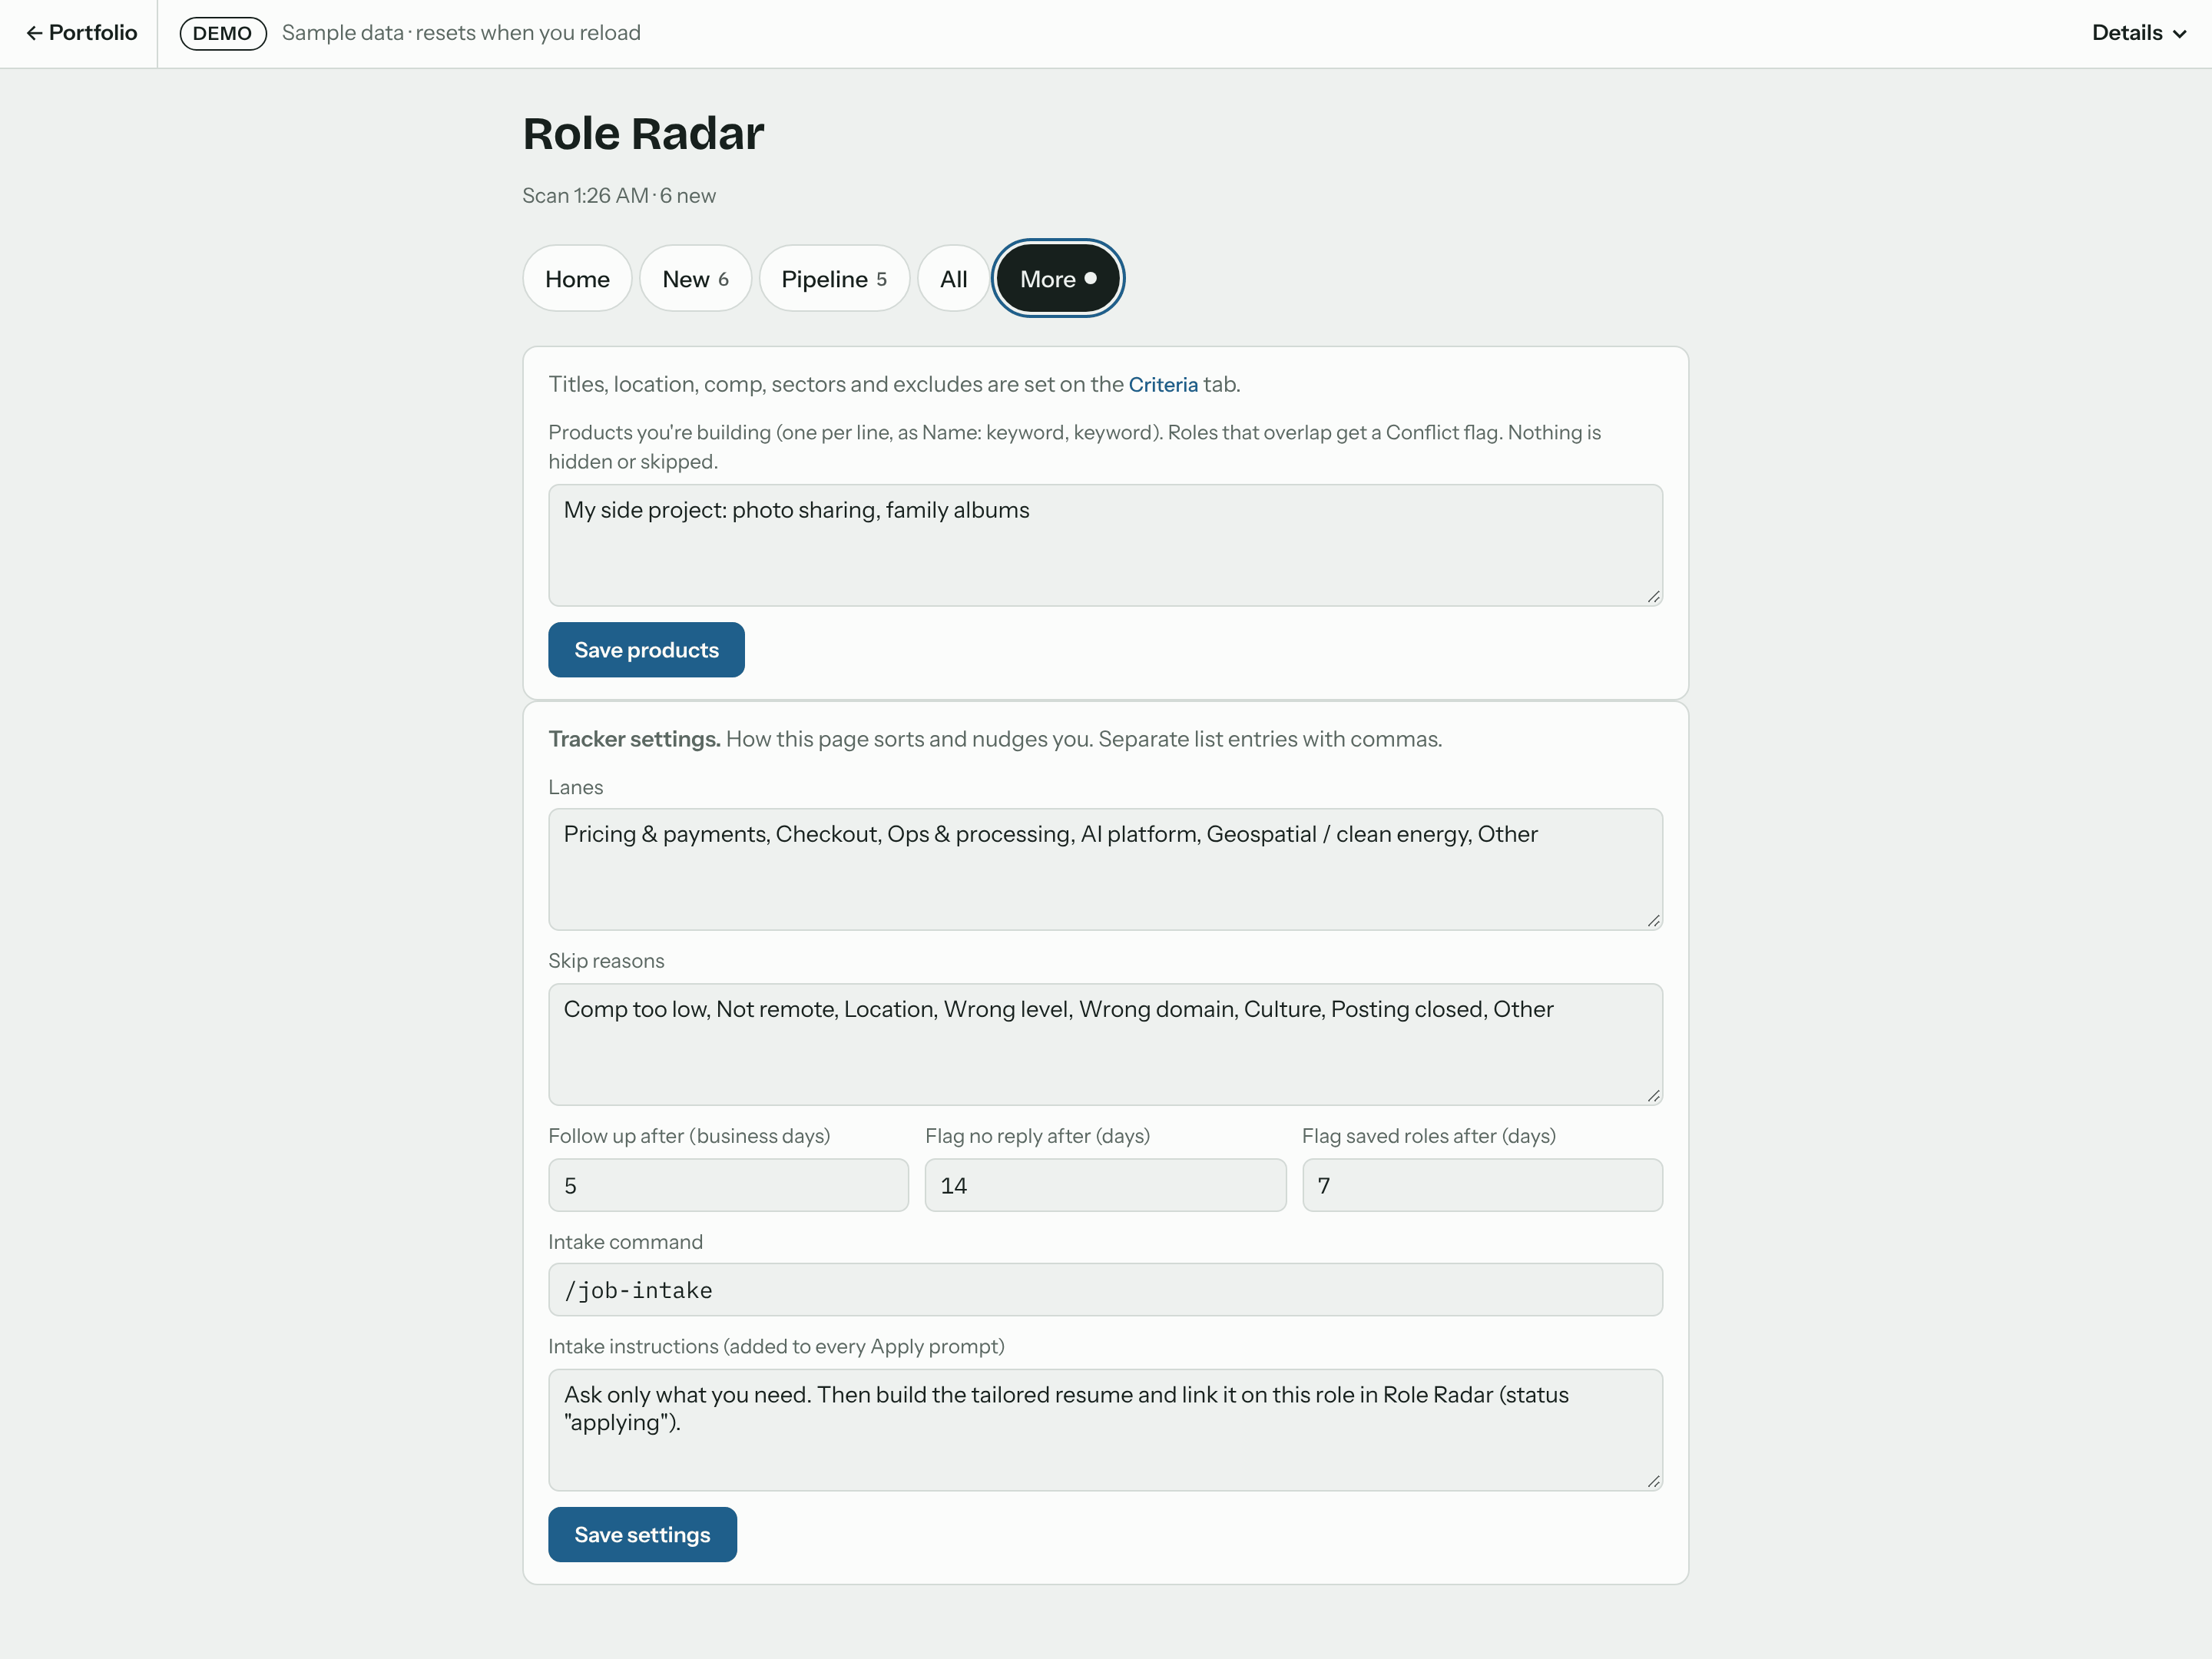 ← Portfolio
DEMO
Sample data · resets when you reload
Details
Role Radar
Scan 1:26 AM · 6 new
Home
New 6
Pipeline 5
All
More
Titles, location, comp, sectors and excludes are set on the Criteria tab.
Products you're building (one per line, as Name: keyword, keyword). Roles that overlap get a Conflict flag. Nothing is
hidden or skipped.
My side project: photo sharing, family albums
Save products
Tracker settings. How this page sorts and nudges you. Separate list entries with commas.
Lanes
Pricing & payments, Checkout, Ops & processing, AI platform, Geospatial / clean energy, Other
Skip reasons
Comp too low, Not remote, Location, Wrong level, Wrong domain, Culture, Posting closed, Other
Follow up after (business days)
Flag no reply after (days)
Flag saved roles after (days)
5
14
7
Intake command
/job-intake
Intake instructions (added to every Apply prompt)
Ask only what you need. Then build the tailored resume and link it on this role in Role Radar (status
"applying").
Save settings